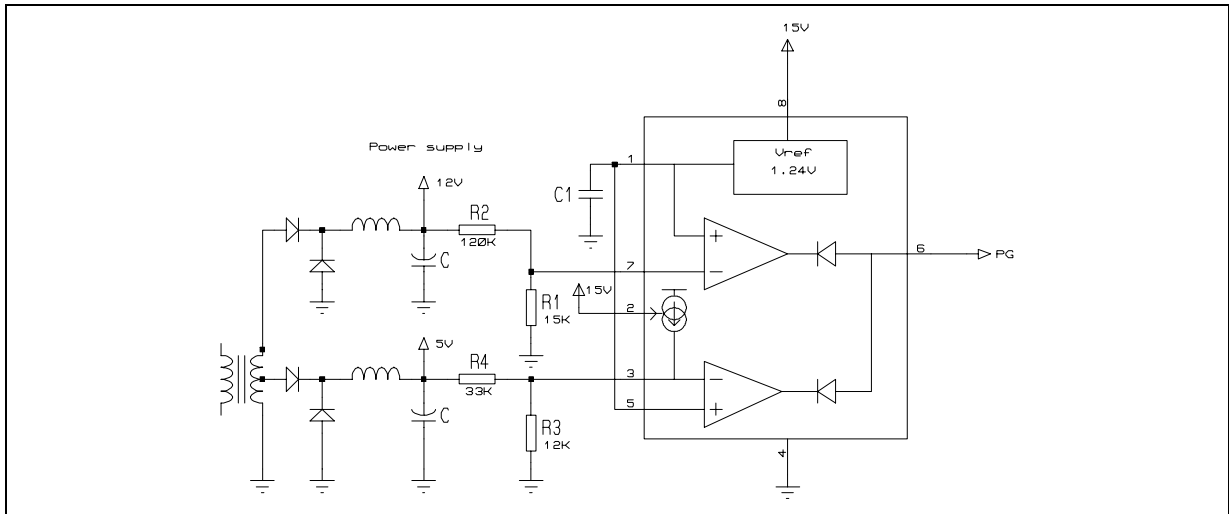 15V
8
Power supply
1
Vref
1.24V
12V
C1
R2
120K
+
6
PG
C
7
-
15V
R1
15K
2
5V
R4
33K
3
-
5
+
C
R3
12K
4